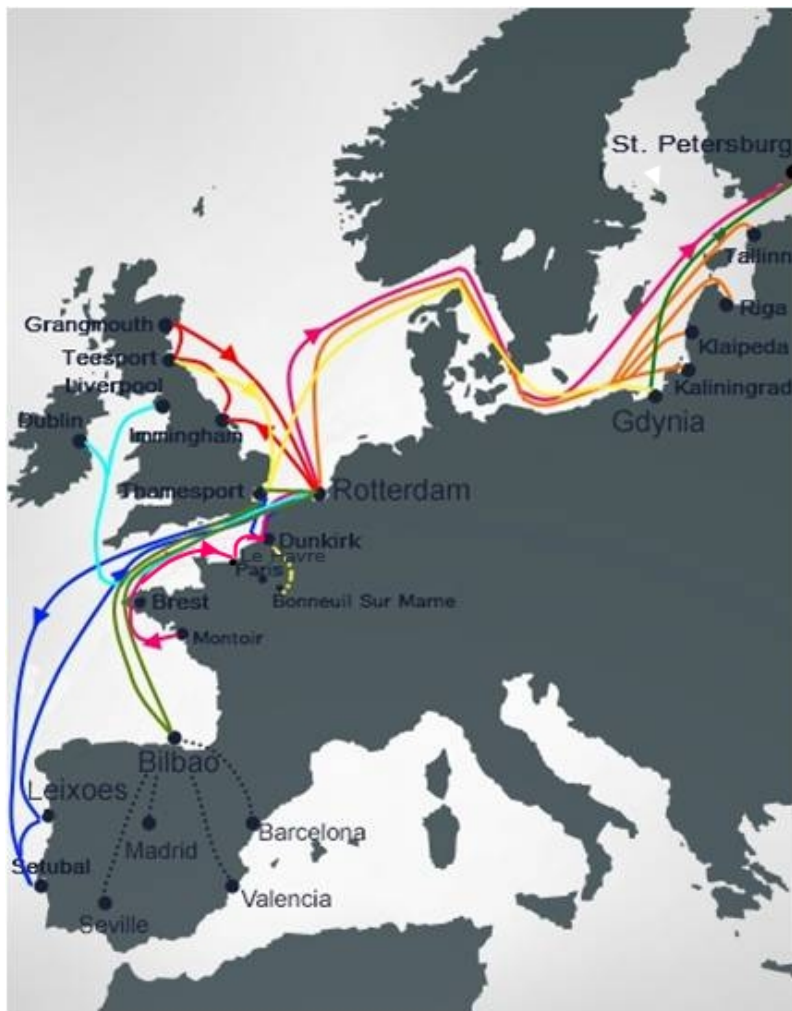 St. Petersburg
Tallinn
Grangmouth
Riga
Teesport
Klaipeda
Liverpool
Kaliningrad
Dublin
Immingham
Gdynia
Thamesport
Rotterdam
Dunkirk
Le Havre
Paris
Brest
Bonneuil Sur Mame
Montoir
Bilbao
Leixoes
Barcelona
Madrid
Setubal
Valencia
Seville